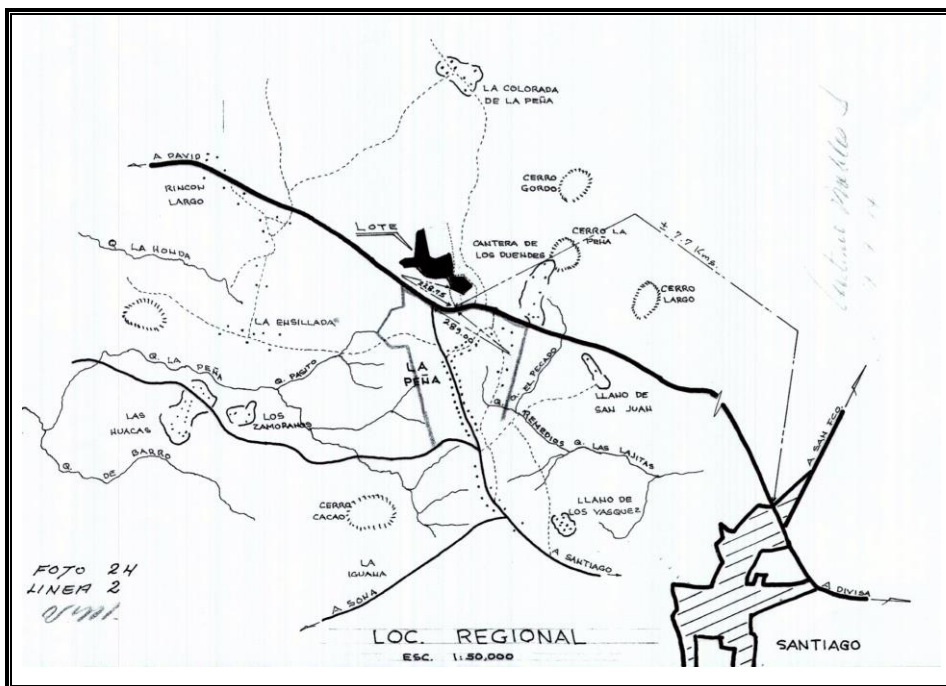 LA COLORADA
DE LA PEÑA
A DAVID
RINCON
LARGO
CERRO
GORDO
LOTE
CANTERA DE
LOS DUENDES
CERRO LA
PEÑA
± 7.7 Kms
Q. LA HONDA
CERRO
LARGO
LA ENSILLADA
289.00
LA
PEÑA
Q. LA PEÑA
Q. PASITO
Q. O EL PECADO
REMEDIOS
LLANO DE
SAN JUAN
LAS
HUACAS
LOS
ZAMORANOS
Q. LAS LAJITAS
A SAN FCO
Q. DE BARRO
CERRO
CACAO
LLANO DE
LOS VASQUEZ
FOTO 24
LINEA 2
LA
IGUANA
A SANTIAGO
A SONA
A DIVISA
SANTIAGO
LOC. REGIONAL
ESC. 1:50,000